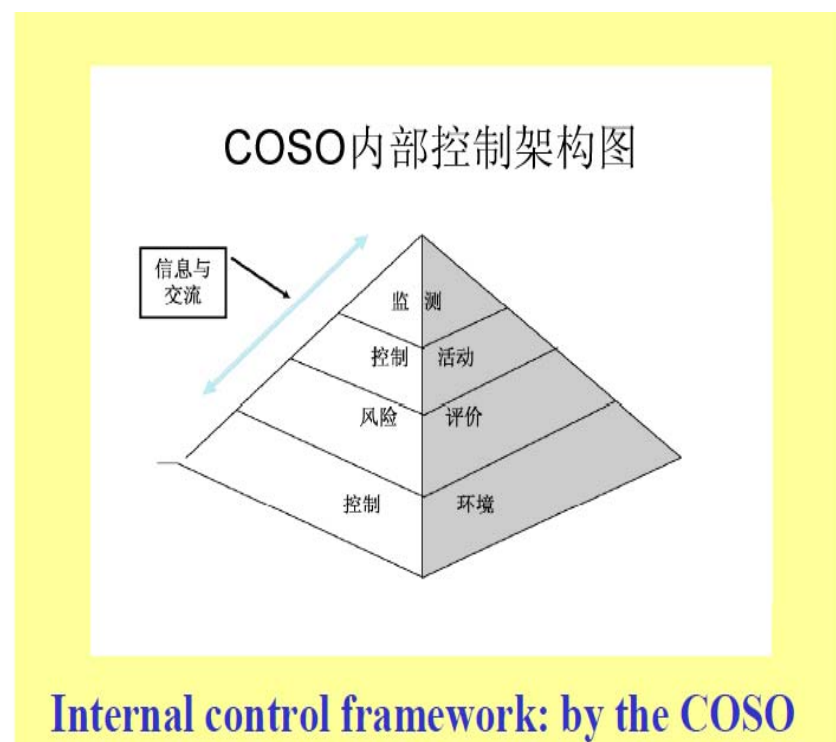 COSO内部控制架构图
信息与
交流
监 测
控制 活动
风险 评价
控制 环境
Internal control framework: by the COSO